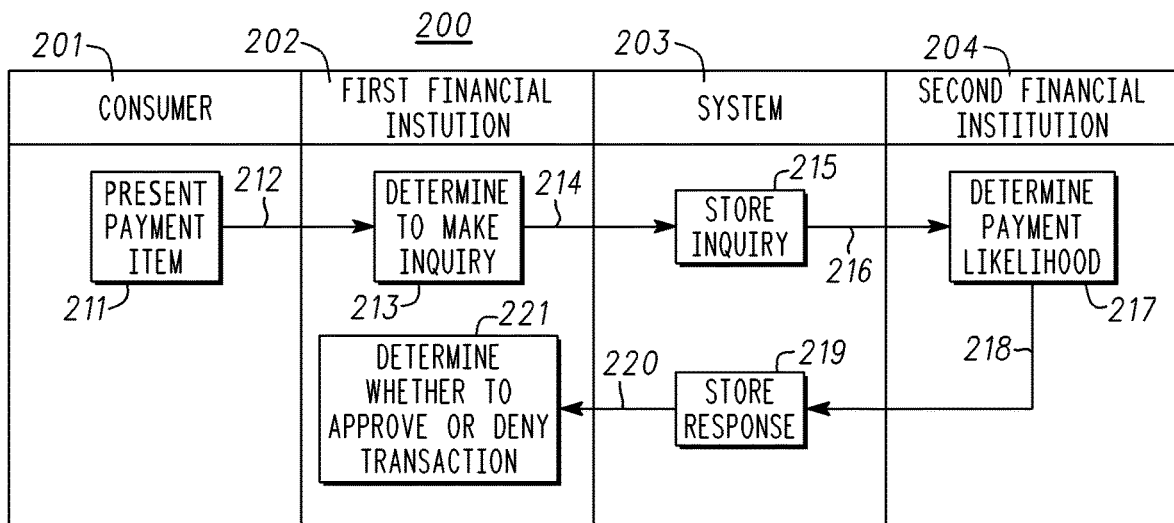 200
201
202
203
204
CONSUMER
FIRST FINANCIAL
INSTUTION
SYSTEM
SECOND FINANCIAL
INSTITUTION
PRESENT
PAYMENT
ITEM
211
212
DETERMINE
TO MAKE
INQUIRY
213
214
STORE
INQUIRY
215
216
DETERMINE
PAYMENT
LIKELIHOOD
217
218
STORE
RESPONSE
219
220
221
DETERMINE
WHETHER TO
APPROVE OR DENY
TRANSACTION